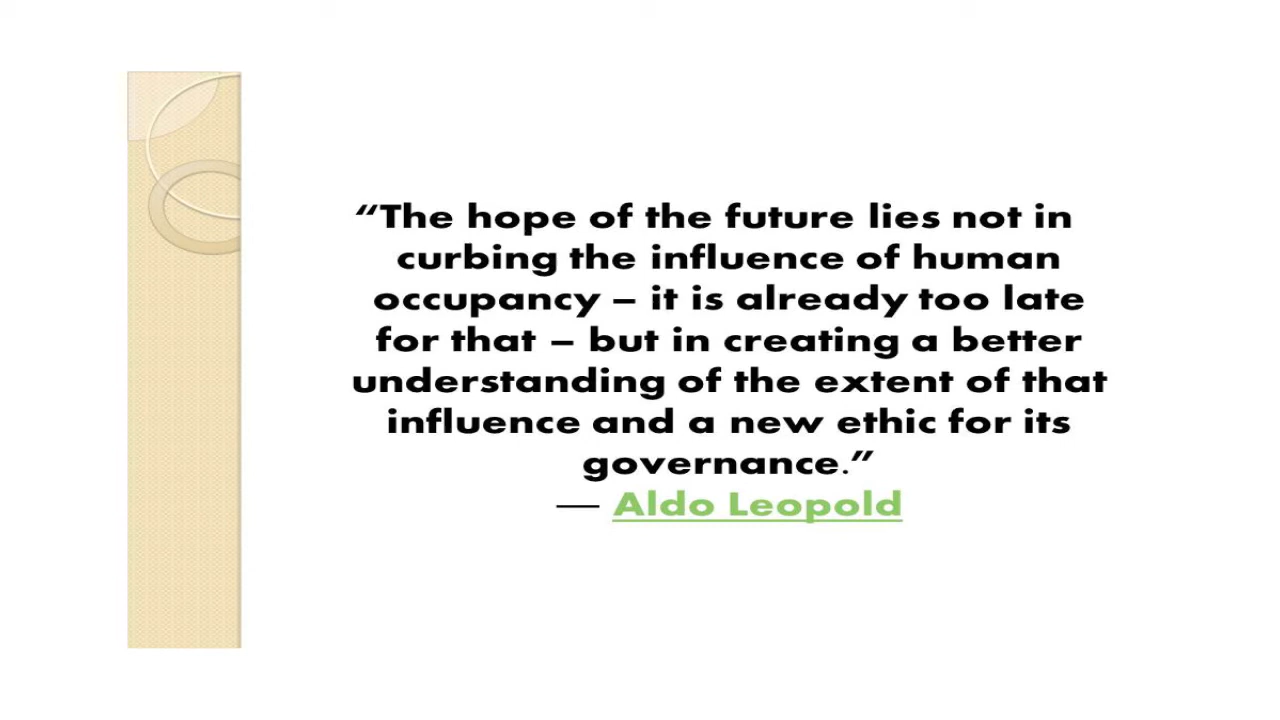 “The hope of the future lies not in
curbing the influence of human
occupancy – it is already too late
for that – but in creating a better
understanding of the extent of that
influence and a new ethic for its
governance.”
— Aldo Leopold